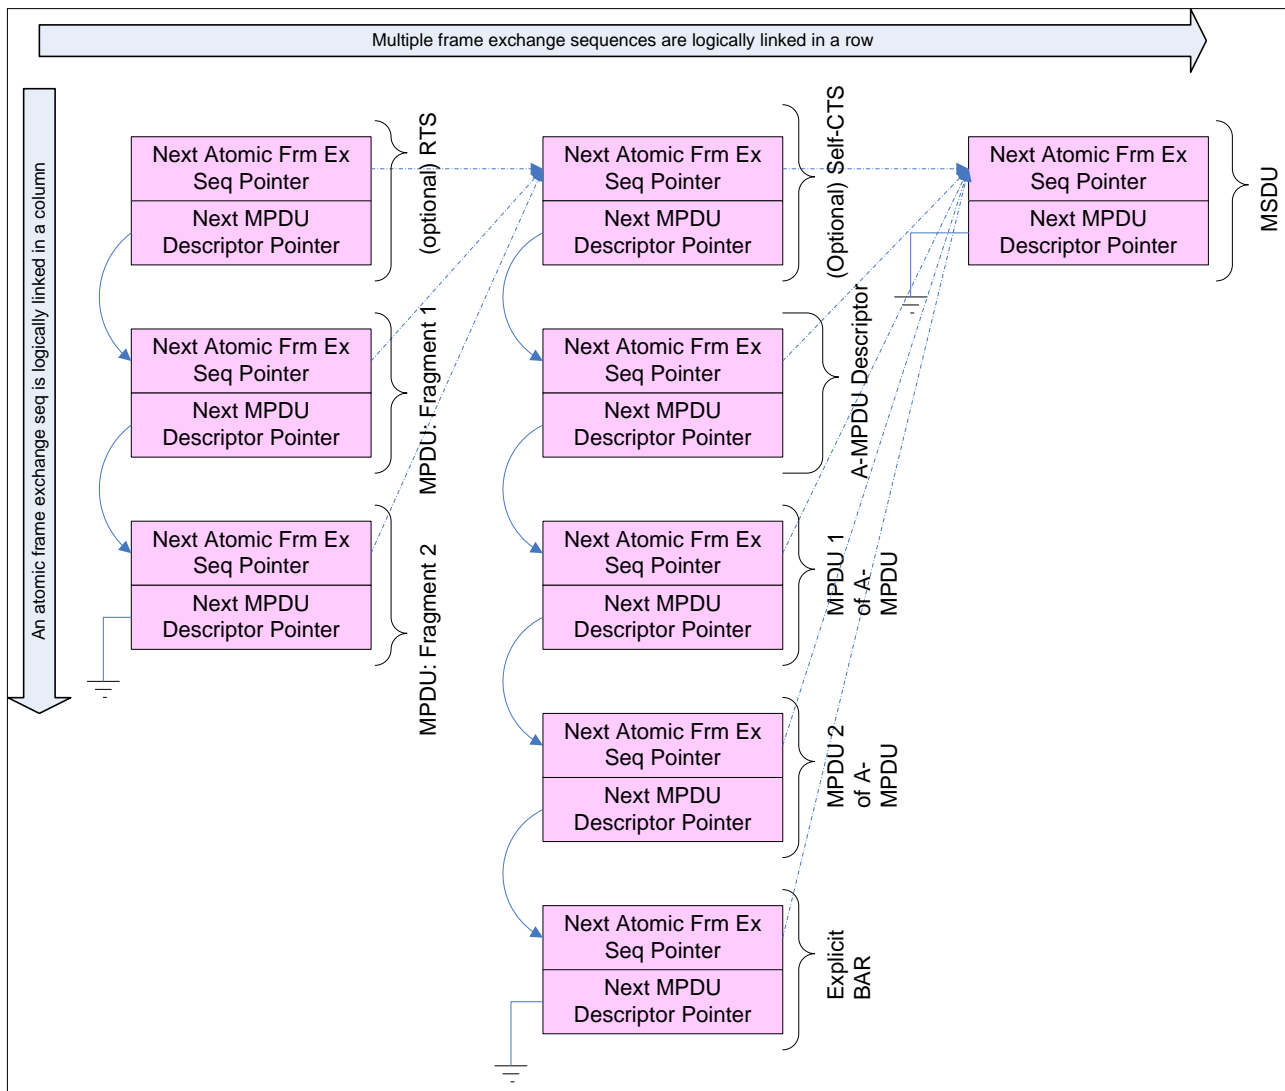 Multiple frame exchange sequences are logically linked in a row
An atomic frame exchange seq is logically linked in a column
Next Atomic Frm Ex
Seq Pointer
Next MPDU
Descriptor Pointer
(optional) RTS
Next Atomic Frm Ex
Seq Pointer
Next MPDU
Descriptor Pointer
MPDU: Fragment 1
Next Atomic Frm Ex
Seq Pointer
Next MPDU
Descriptor Pointer
MPDU: Fragment 2
Next Atomic Frm Ex
Seq Pointer
Next MPDU
Descriptor Pointer
(Optional) Self-CTS
Next Atomic Frm Ex
Seq Pointer
Next MPDU
Descriptor Pointer
A-MPDU Descriptor
Next Atomic Frm Ex
Seq Pointer
Next MPDU
Descriptor Pointer
MPDU 1
of A-
MPDU
Next Atomic Frm Ex
Seq Pointer
Next MPDU
Descriptor Pointer
MPDU 2
of A-
MPDU
Next Atomic Frm Ex
Seq Pointer
Next MPDU
Descriptor Pointer
Explicit
BAR
Next Atomic Frm Ex
Seq Pointer
Next MPDU
Descriptor Pointer
MSDU